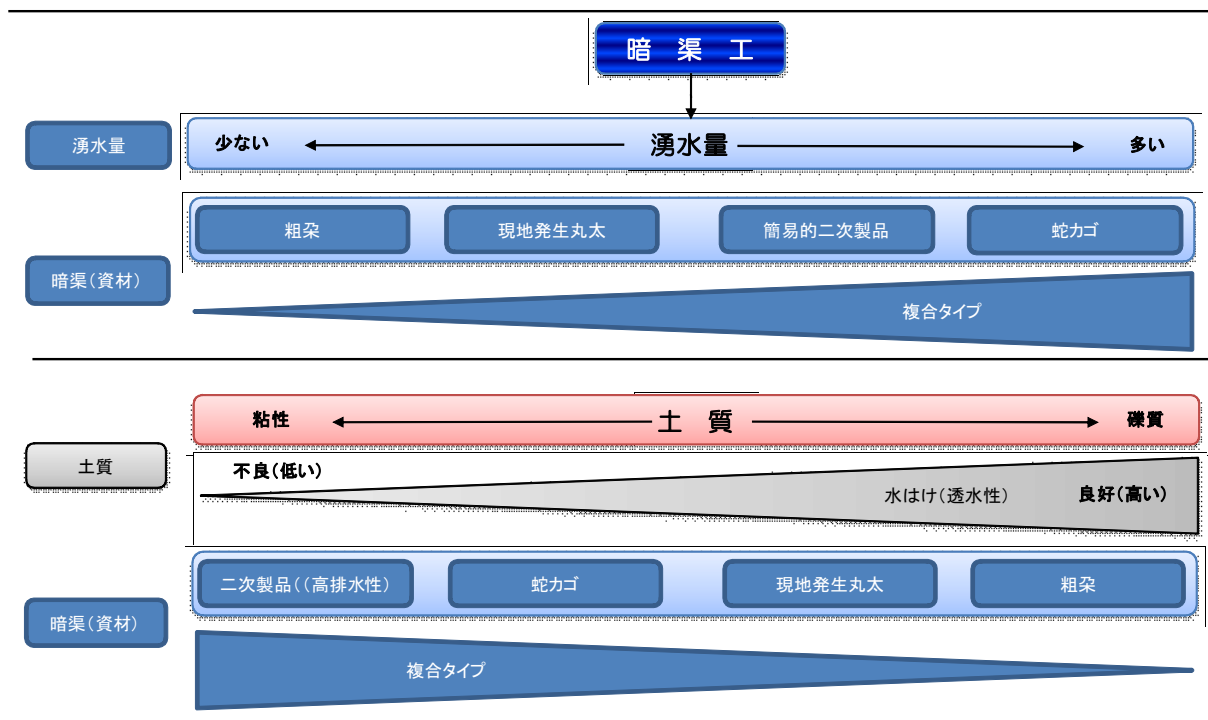 暗 渠 工
湧水量
少ない 湧水量 多い
粗朶 現地発生丸太 簡易的二次製品 蛇カゴ
暗渠(資材)
複合タイプ
粘性 土 質 礫質
土質
不良(低い)
水はけ(透水性) 良好(高い)
二次製品((高排水性) 蛇カゴ 現地発生丸太 粗朶
暗渠(資材)
複合タイプ